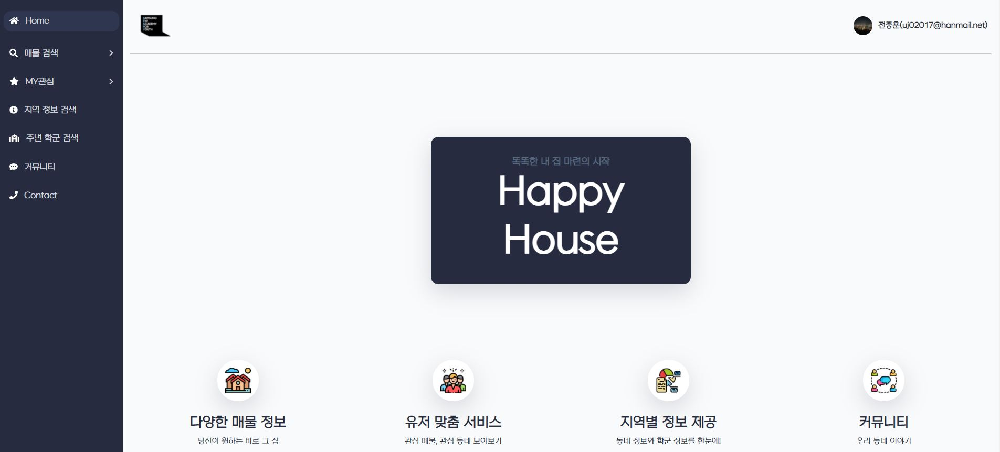 Home
매물 검색
MY관심
지역 정보 검색
주변 학군 검색
커뮤니티
Contact
SAMSUNG
SW
ACADEMY
FOR
YOUTH
전중훈(uj02017@hanmail.net)
똑똑한 내 집 마련의 시작
Happy
House
다양한 매물 정보
당신이 원하는 바로 그 집
유저 맞춤 서비스
관심 매물, 관심 동네 모아보기
지역별 정보 제공
동네 정보와 학군 정보를 한눈에!
커뮤니티
우리 동네 이야기